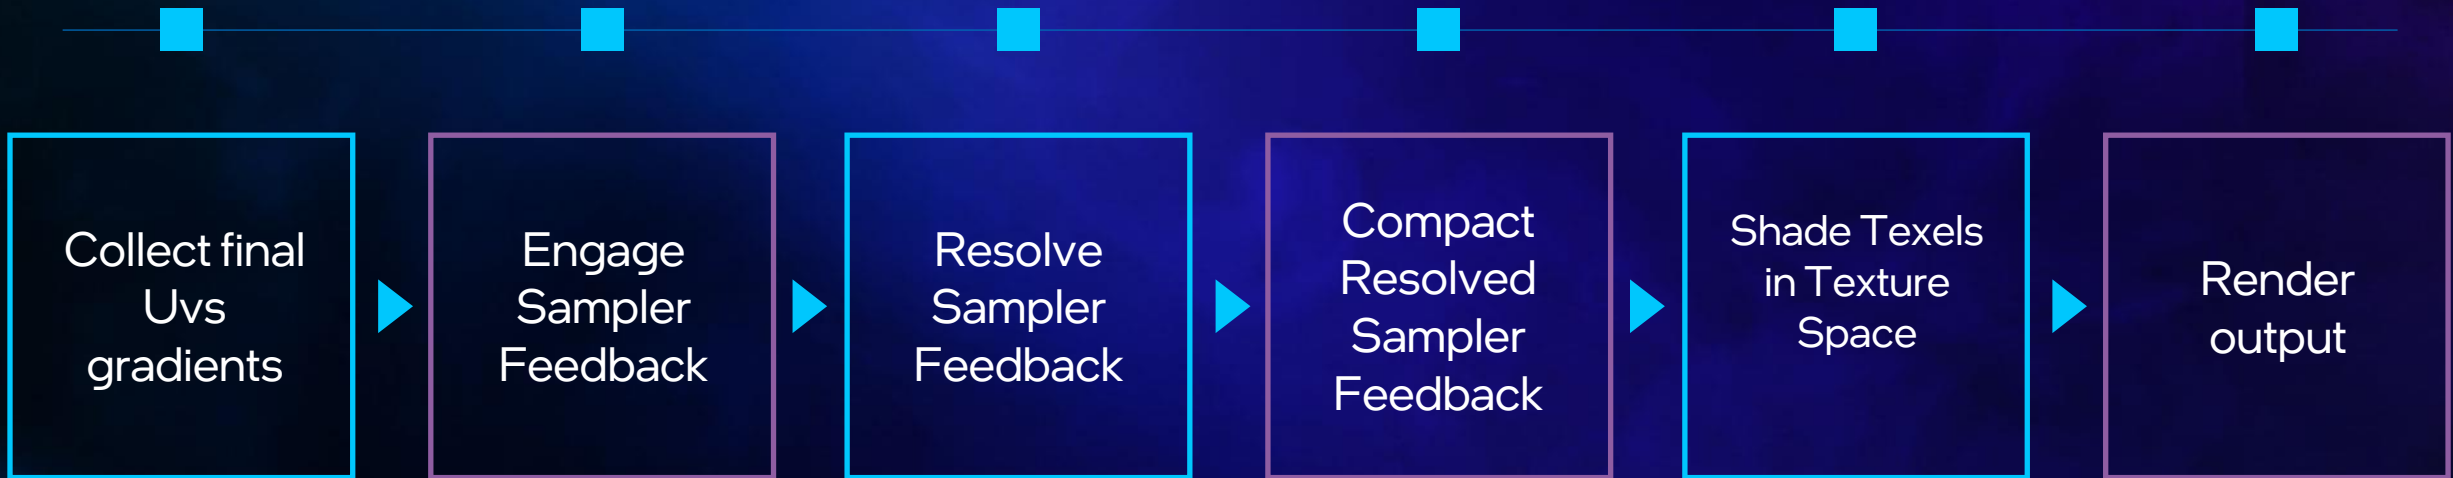 Collect final
Uvs
gradients
Engage
Sampler
Feedback
Resolve
Sampler
Feedback
Compact
Resolved
Sampler
Feedback
Shade Texels
in Texture
Space
Render
output